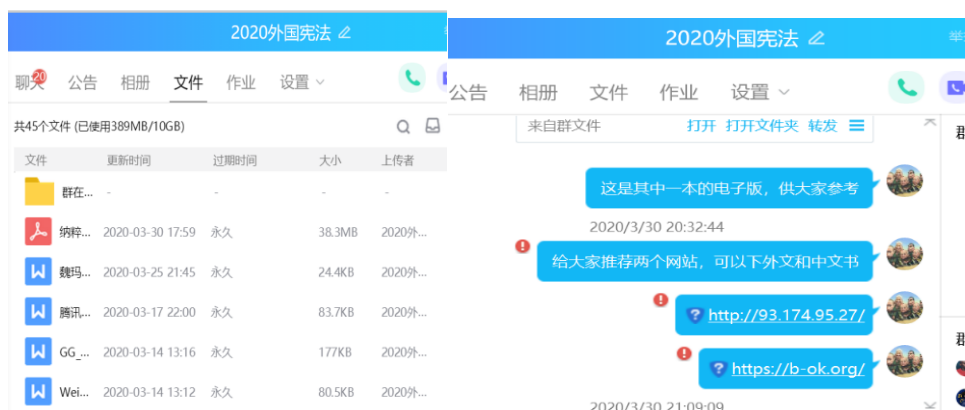 2020外国宪法
聊天 20 公告 相册 文件 作业 设置
共45个文件 (已使用389MB/10GB)
文件 更新时间 过期时间 大小 上传者
群在... - - - -
纳粹... 2020-03-30 17:59 永久 38.3MB 2020外...
魏玛... 2020-03-25 21:45 永久 24.4KB 2020外...
腾讯... 2020-03-17 22:00 永久 83.7KB 2020外...
GG_... 2020-03-14 13:16 永久 177KB 2020外...
Wei... 2020-03-14 13:12 永久 80.5KB 2020外...
2020外国宪法
公告 相册 文件 作业 设置
来自群文件 打开 打开文件夹 转发
这是其中一本的电子版，供大家参考
2020/3/30 20:32:44
给大家推荐两个网站，可以下外文和中文书
http://93.174.95.27/
https://b-ok.org/
2020/3/30 21:09:09